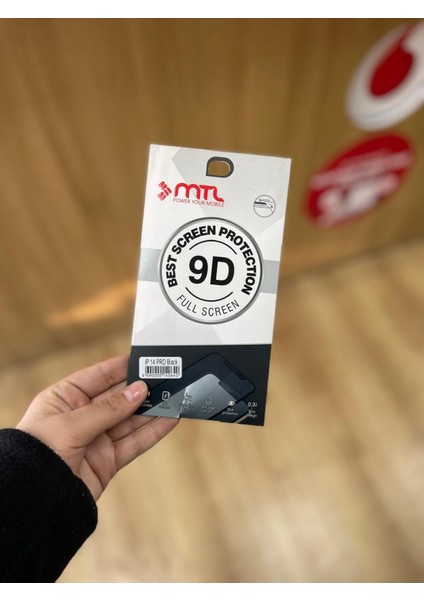 MTL
POWER YOUR MOBILE
BEST SCREEN PROTECTION
9D
FULL SCREEN
IP 14 PRO Black